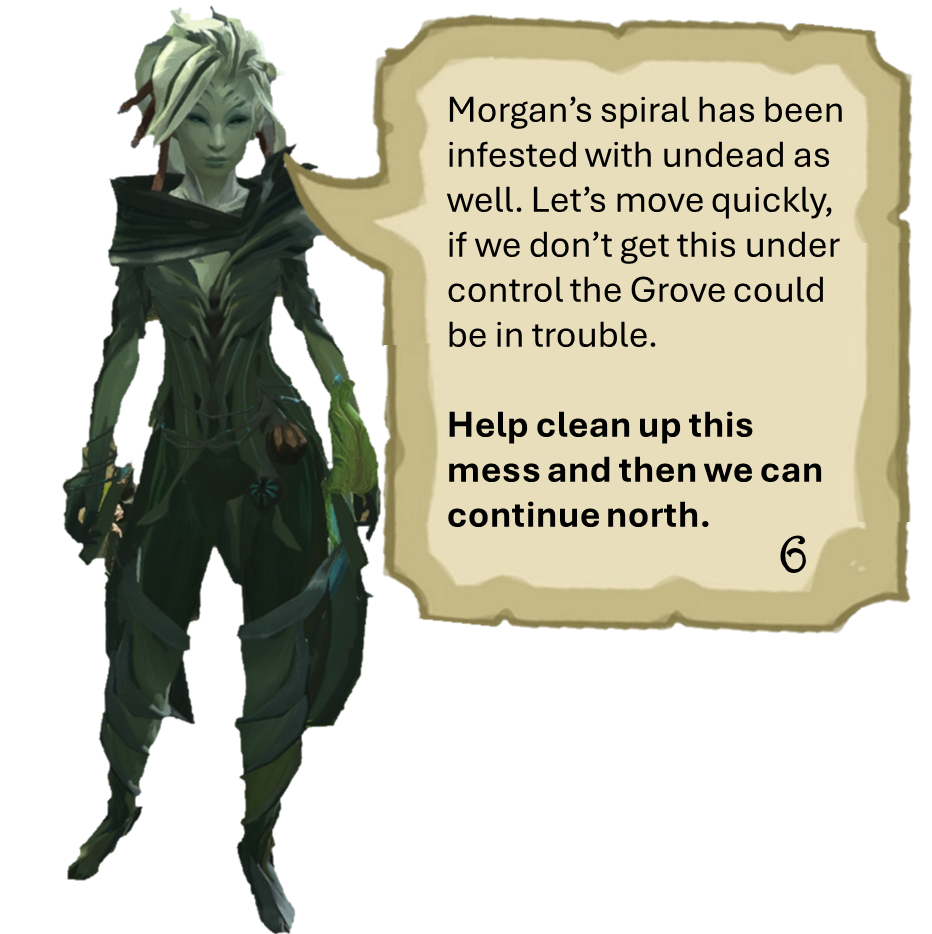 Morgan’s spiral has been
infested with undead as
well. Let’s move quickly,
if we don’t get this under
control the Grove could
be in trouble.
Help clean up this
mess and then we can
continue north.
6